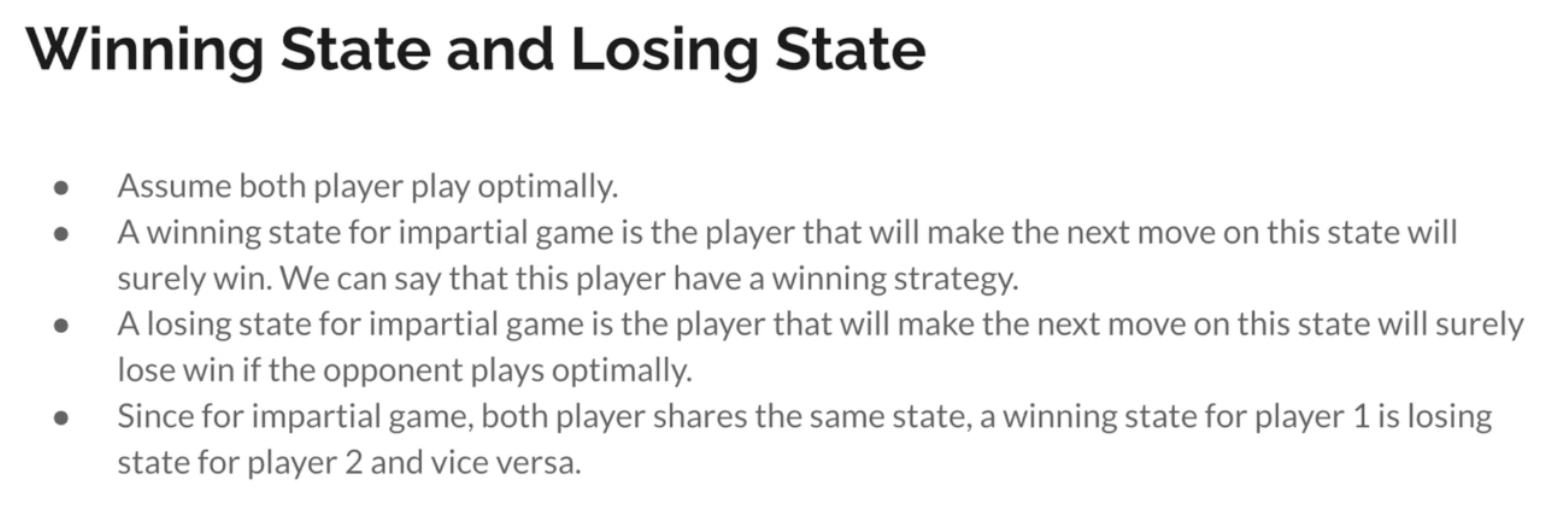 Winning State and Losing State
● Assume both player play optimally.
● A winning state for impartial game is the player that will make the next move on this state will
surely win. We can say that this player have a winning strategy.
● A losing state for impartial game is the player that will make the next move on this state will surely
lose win if the opponent plays optimally.
● Since for impartial game, both player shares the same state, a winning state for player 1 is losing
state for player 2 and vice versa.